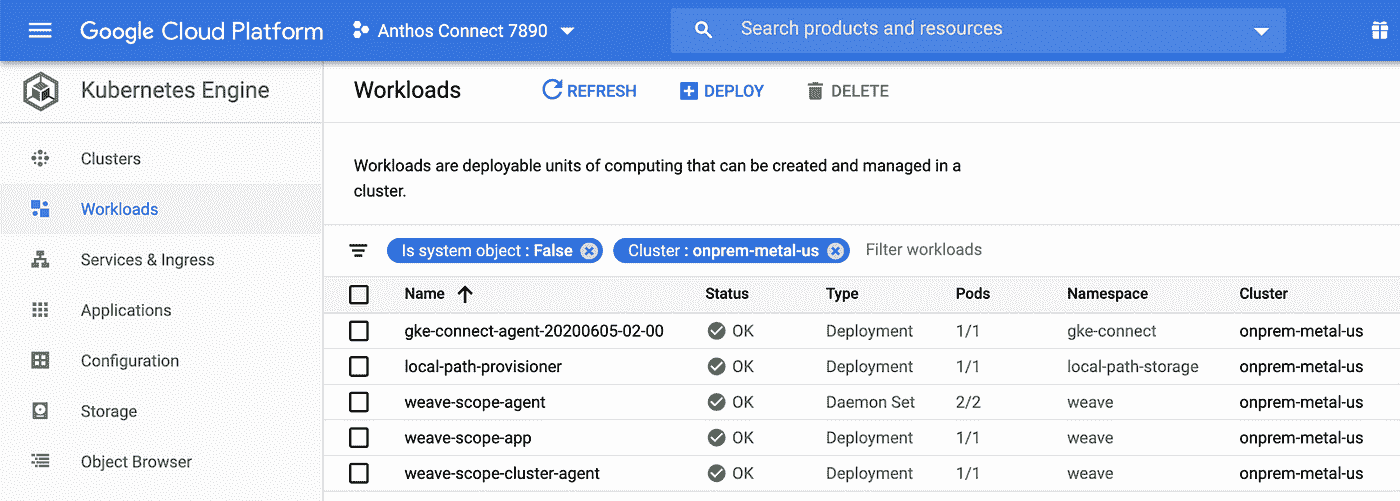 Google Cloud Platform
Anthos Connect 7890
Search products and resources
Kubernetes Engine
Workloads
REFRESH
DEPLOY
DELETE
Clusters
Workloads
Services & Ingress
Applications
Configuration
Storage
Object Browser
Workloads are deployable units of computing that can be created and managed in a
cluster.
Is system object : False
Cluster : onprem-metal-us
Filter workloads
Name Status Type Pods Namespace Cluster
gke-connect-agent-20200605-02-00 OK Deployment 1/1 gke-connect onprem-metal-us
local-path-provisioner OK Deployment 1/1 local-path-storage onprem-metal-us
weave-scope-agent OK Daemon Set 2/2 weave onprem-metal-us
weave-scope-app OK Deployment 1/1 weave onprem-metal-us
weave-scope-cluster-agent OK Deployment 1/1 weave onprem-metal-us